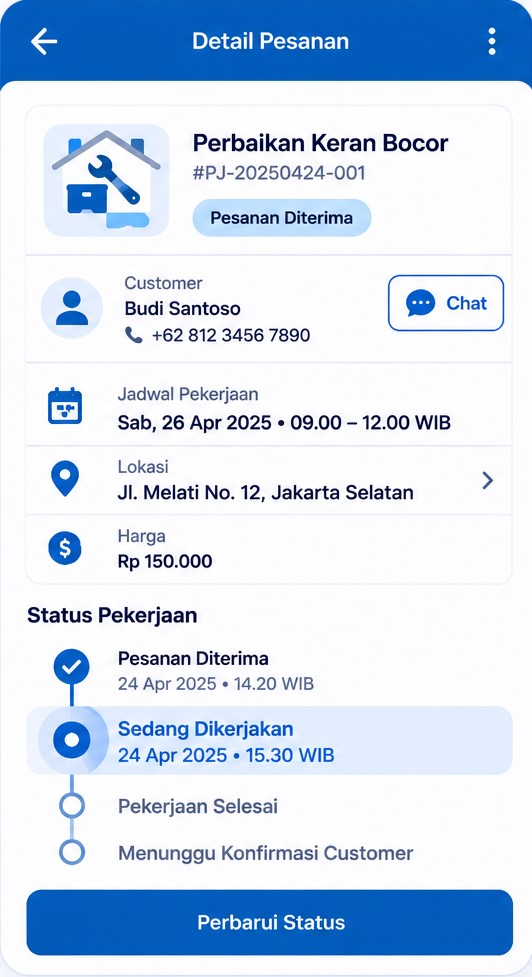 Detail Pesanan
Perbaikan Keran Bocor
#PJ-20250424-001
Pesanan Diterima
Customer
Budi Santoso
+62 812 3456 7890
Chat
Jadwal Pekerjaan
Sab, 26 Apr 2025 • 09.00 – 12.00 WIB
Lokasi
Jl. Melati No. 12, Jakarta Selatan
$
Harga
Rp 150.000
Status Pekerjaan
Pesanan Diterima
24 Apr 2025 • 14.20 WIB
Sedang Dikerjakan
24 Apr 2025 • 15.30 WIB
Pekerjaan Selesai
Menunggu Konfirmasi Customer
Perbarui Status